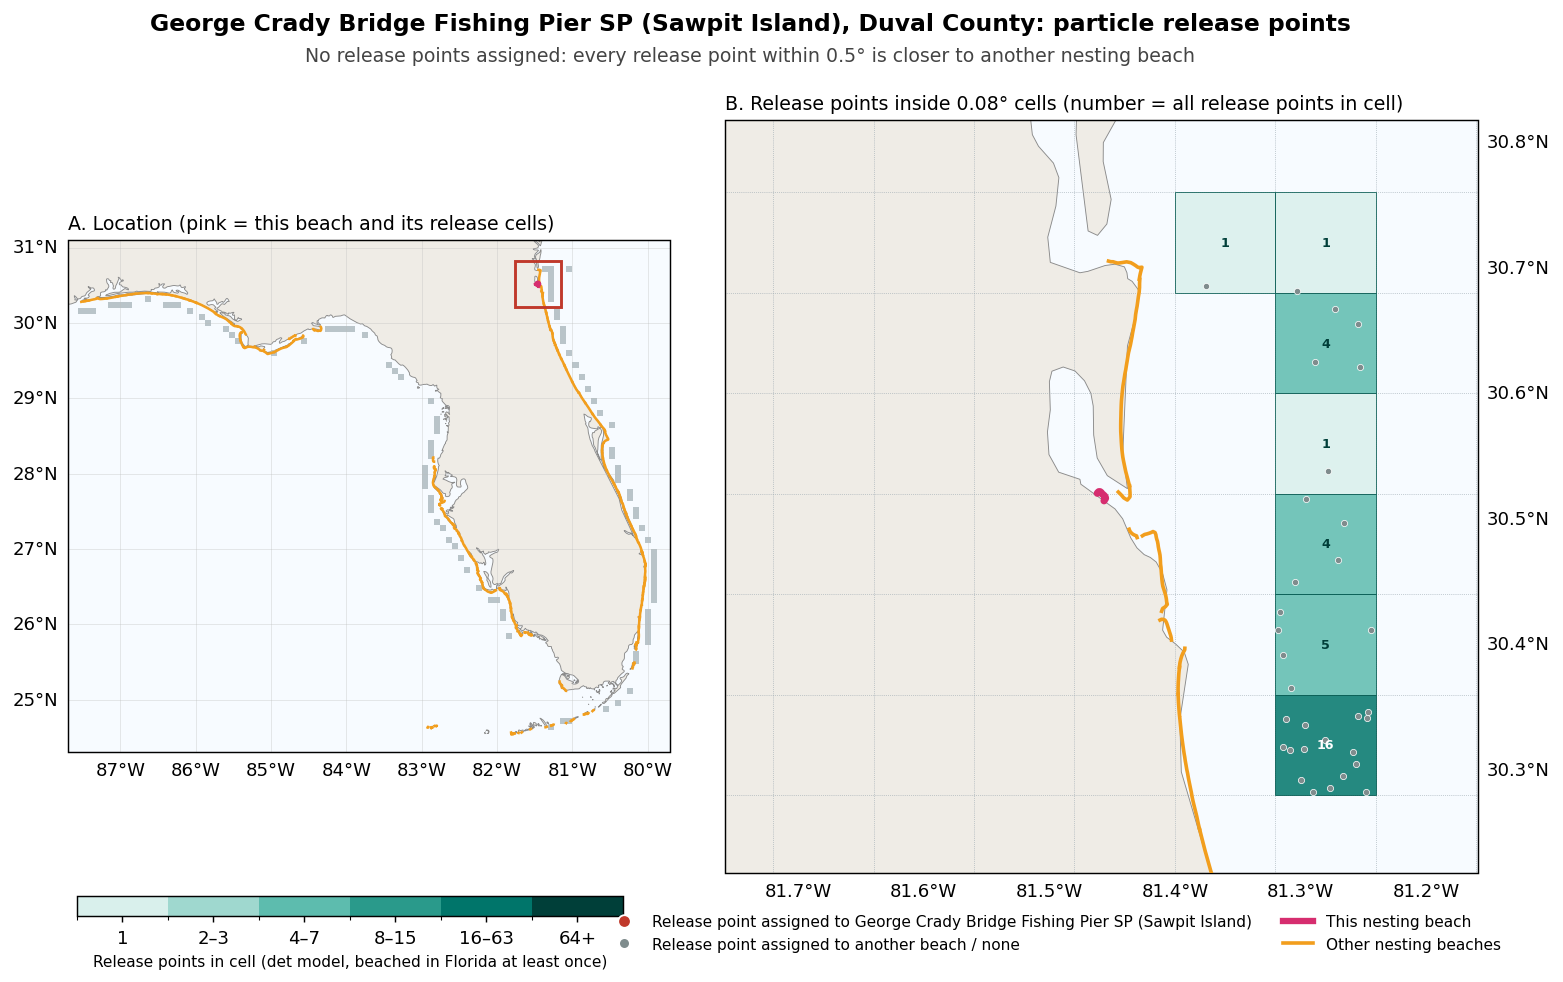 George Crady Bridge Fishing Pier SP (Sawpit Island), Duval County: particle release points
No release points assigned: every release point within 0.5° is closer to another nesting beach
A. Location (pink = this beach and its release cells)
31°N
30°N
29°N
28°N
27°N
26°N
25°N
87°W
86°W
85°W
84°W
83°W
82°W
81°W
80°W
B. Release points inside 0.08° cells (number = all release points in cell)
1
1
4
1
4
5
16
30.8°N
30.7°N
30.6°N
30.5°N
30.4°N
30.3°N
81.7°W
81.6°W
81.5°W
81.4°W
81.3°W
81.2°W
1
2–3
4–7
8–15
16–63
64+
Release points in cell (det model, beached in Florida at least once)
Release point assigned to George Crady Bridge Fishing Pier SP (Sawpit Island)
Release point assigned to another beach / none
This nesting beach
Other nesting beaches